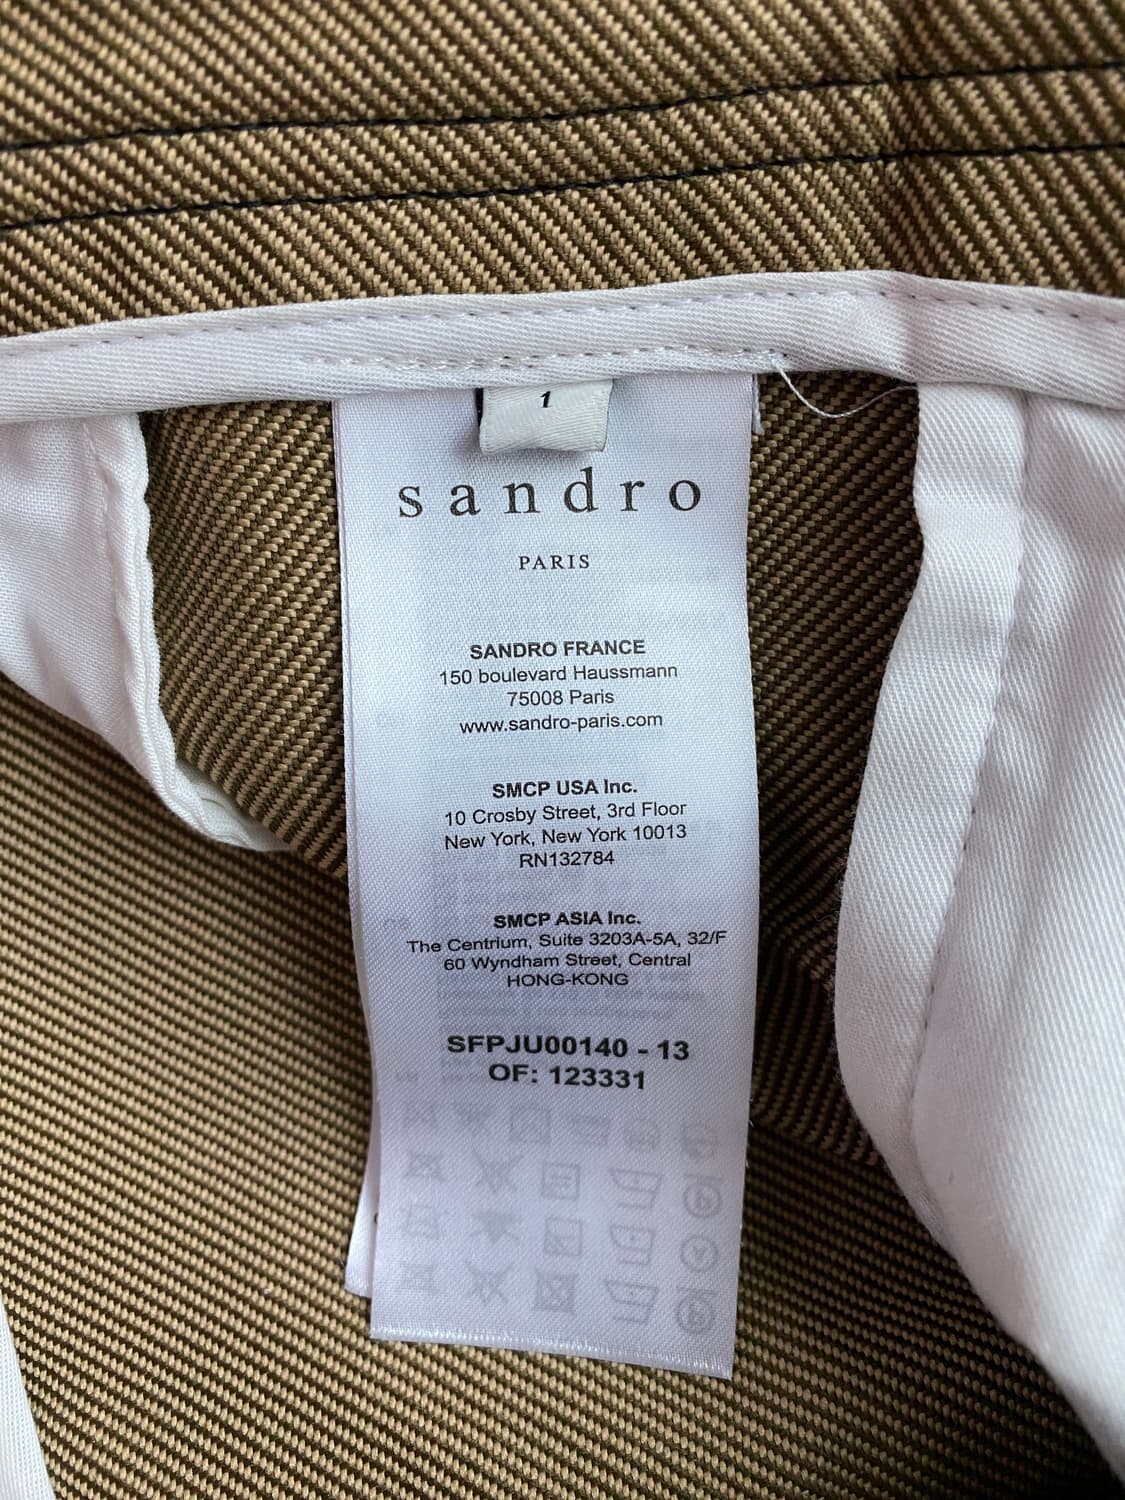 1
sandro
PARIS
SANDRO FRANCE
150 boulevard Haussmann
75008 Paris
www.sandro-paris.com
SMCP USA Inc.
10 Crosby Street, 3rd Floor
New York, New York 10013
RN132784
SMCP ASIA Inc.
The Centrium, Suite 3203A-5A, 32/F
60 Wyndham Street, Central
HONG-KONG
SFPJU00140 - 13
OF: 123331